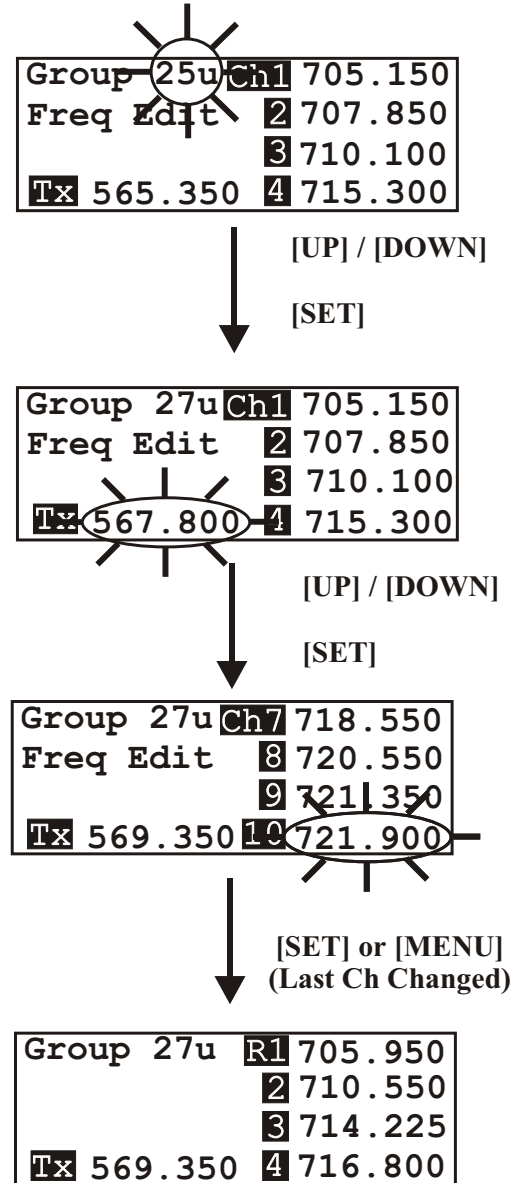 Group 25u Ch1 705.150
Freq Edit 2 707.850
3 710.100
Tx 565.350 4 715.300
[UP] / [DOWN]
[SET]
Group 27u Ch1 705.150
Freq Edit 2 707.850
3 710.100
Tx 567.800 4 715.300
[UP] / [DOWN]
[SET]
Group 27u Ch7 718.550
Freq Edit 8 720.550
9 721.350
Tx 569.350 10 721.900
[SET] or [MENU]
(Last Ch Changed)
Group 27u R1 705.950
2 710.550
3 714.225
Tx 569.350 4 716.800